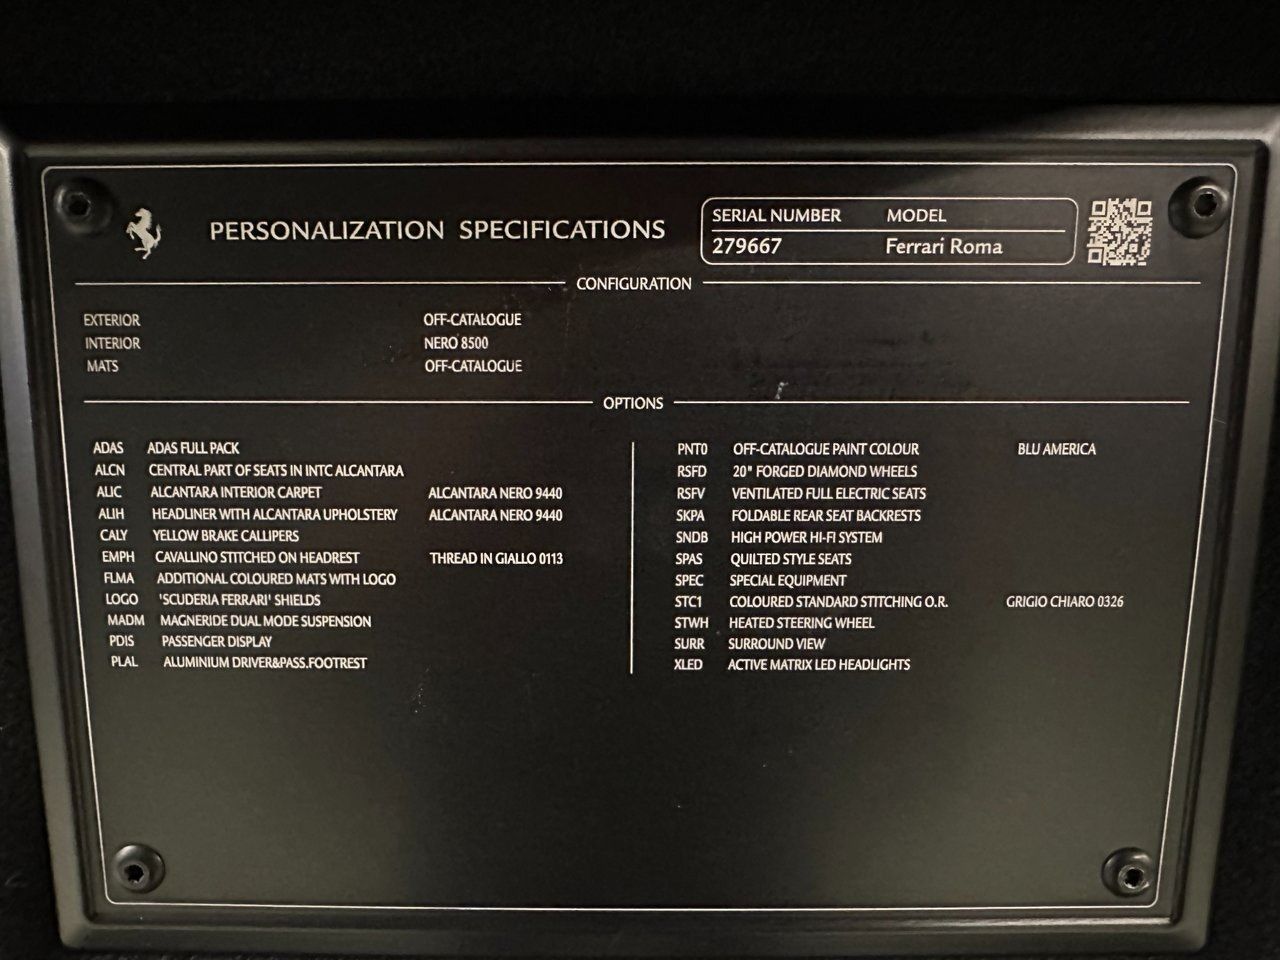 PERSONALIZATION SPECIFICATIONS
SERIAL NUMBER MODEL
279667 Ferrari Roma
CONFIGURATION
EXTERIOR OFF-CATALOGUE
INTERIOR NERO 8500
MATS OFF-CATALOGUE
OPTIONS
ADAS ADAS FULL PACK
ALCN CENTRAL PART OF SEATS IN INTC ALCANTARA
ALIC ALCANTARA INTERIOR CARPET ALCANTARA NERO 9440
ALIH HEADLINER WITH ALCANTARA UPHOLSTERY ALCANTARA NERO 9440
CALY YELLOW BRAKE CALLIPERS
EMPH CAVALLINO STITCHED ON HEADREST THREAD IN GIALLO 0113
FLMA ADDITIONAL COLOURED MATS WITH LOGO
LOGO 'SCUDERIA FERRARI' SHIELDS
MADM MAGNERIDE DUAL MODE SUSPENSION
PDIS PASSENGER DISPLAY
PLAL ALUMINIUM DRIVER&PASS.FOOTREST
PNT0 OFF-CATALOGUE PAINT COLOUR BLU AMERICA
RSFD 20" FORGED DIAMOND WHEELS
RSFV VENTILATED FULL ELECTRIC SEATS
SKPA FOLDABLE REAR SEAT BACKRESTS
SNDB HIGH POWER HI-FI SYSTEM
SPAS QUILTED STYLE SEATS
SPEC SPECIAL EQUIPMENT
STC1 COLOURED STANDARD STITCHING O.R. GRIGIO CHIARO 0326
STWH HEATED STEERING WHEEL
SURR SURROUND VIEW
XLED ACTIVE MATRIX LED HEADLIGHTS